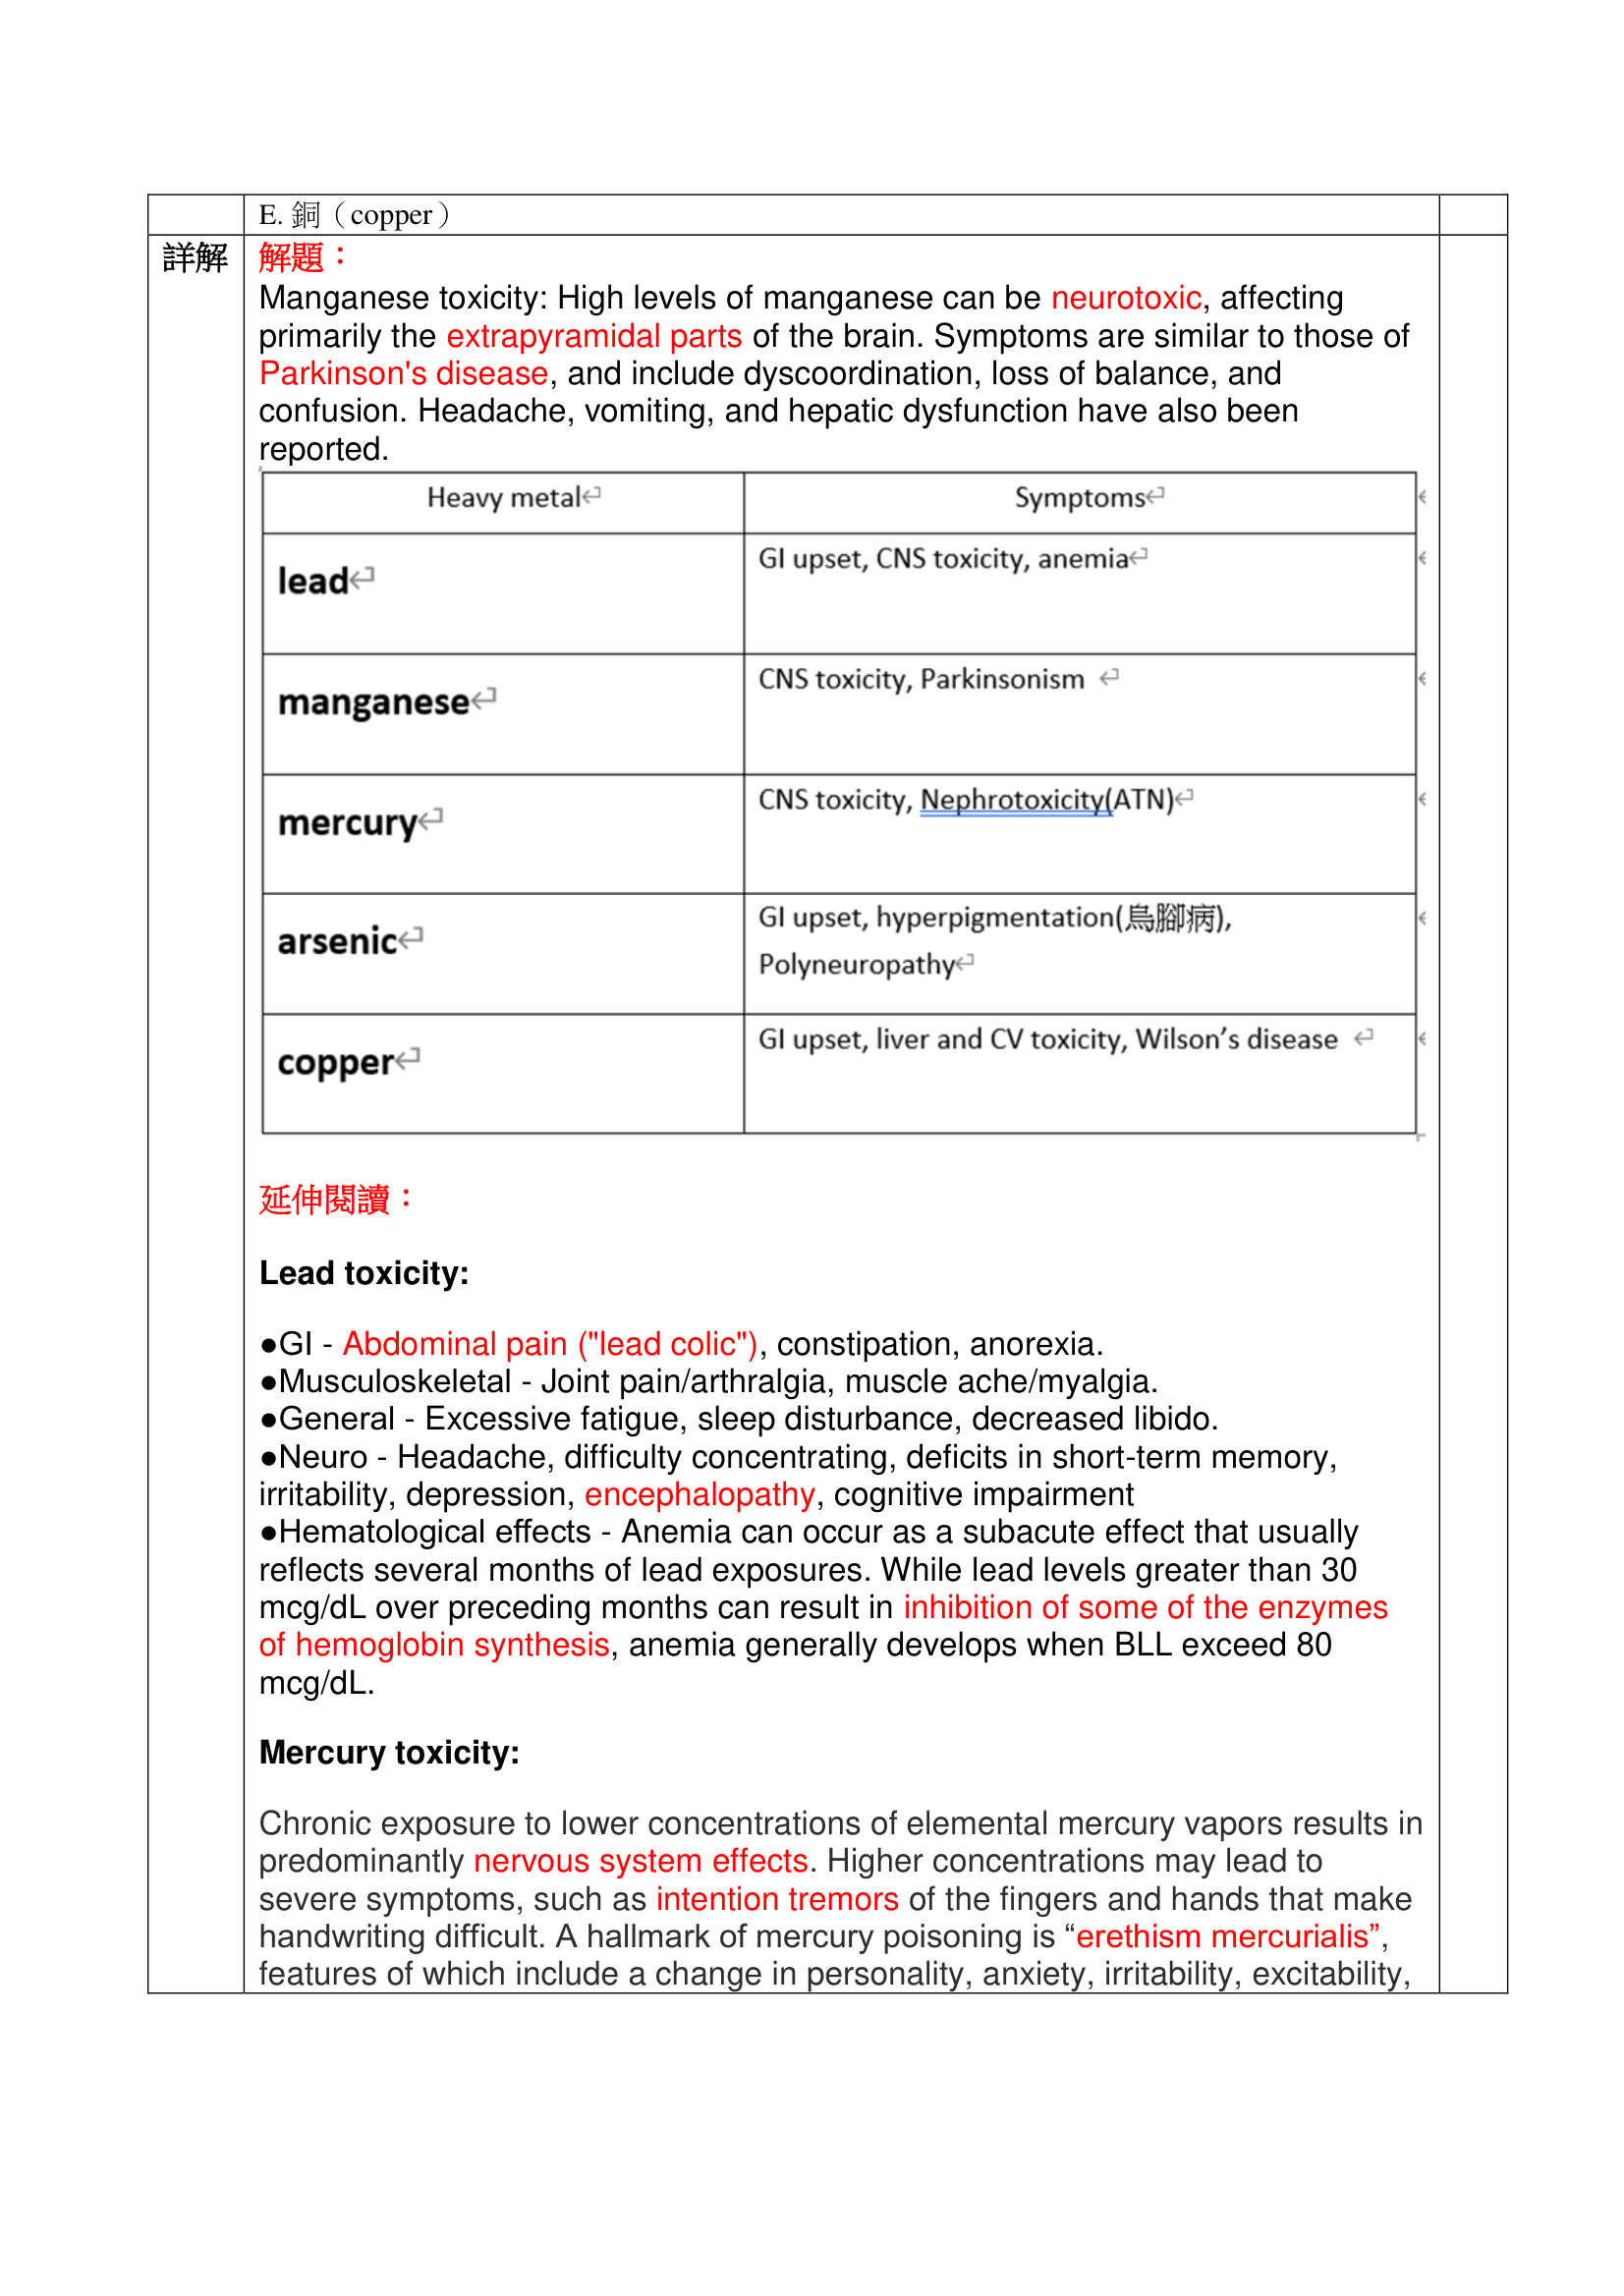 E. 銅（copper）
詳解
解題：
Manganese toxicity: High levels of manganese can be neurotoxic, affecting
primarily the extrapyramidal parts of the brain. Symptoms are similar to those of
Parkinson's disease, and include dyscoordination, loss of balance, and
confusion. Headache, vomiting, and hepatic dysfunction have also been
reported.
Heavy metal↵ Symptoms↵
lead↵ GI upset, CNS toxicity, anemia↵
manganese↵ CNS toxicity, Parkinsonism ↵
mercury↵ CNS toxicity, Nephrotoxicity(ATN)↵
arsenic↵ GI upset, hyperpigmentation(烏腳病),
Polyneuropathy↵
copper↵ GI upset, liver and CV toxicity, Wilson’s disease ↵
延伸閱讀：
Lead toxicity:
●GI - Abdominal pain ("lead colic"), constipation, anorexia.
●Musculoskeletal - Joint pain/arthralgia, muscle ache/myalgia.
●General - Excessive fatigue, sleep disturbance, decreased libido.
●Neuro - Headache, difficulty concentrating, deficits in short-term memory,
irritability, depression, encephalopathy, cognitive impairment
●Hematological effects - Anemia can occur as a subacute effect that usually
reflects several months of lead exposures. While lead levels greater than 30
mcg/dL over preceding months can result in inhibition of some of the enzymes
of hemoglobin synthesis, anemia generally develops when BLL exceed 80
mcg/dL.
Mercury toxicity:
Chronic exposure to lower concentrations of elemental mercury vapors results in
predominantly nervous system effects. Higher concentrations may lead to
severe symptoms, such as intention tremors of the fingers and hands that make
handwriting difficult. A hallmark of mercury poisoning is “erethism mercurialis”,
features of which include a change in personality, anxiety, irritability, excitability,